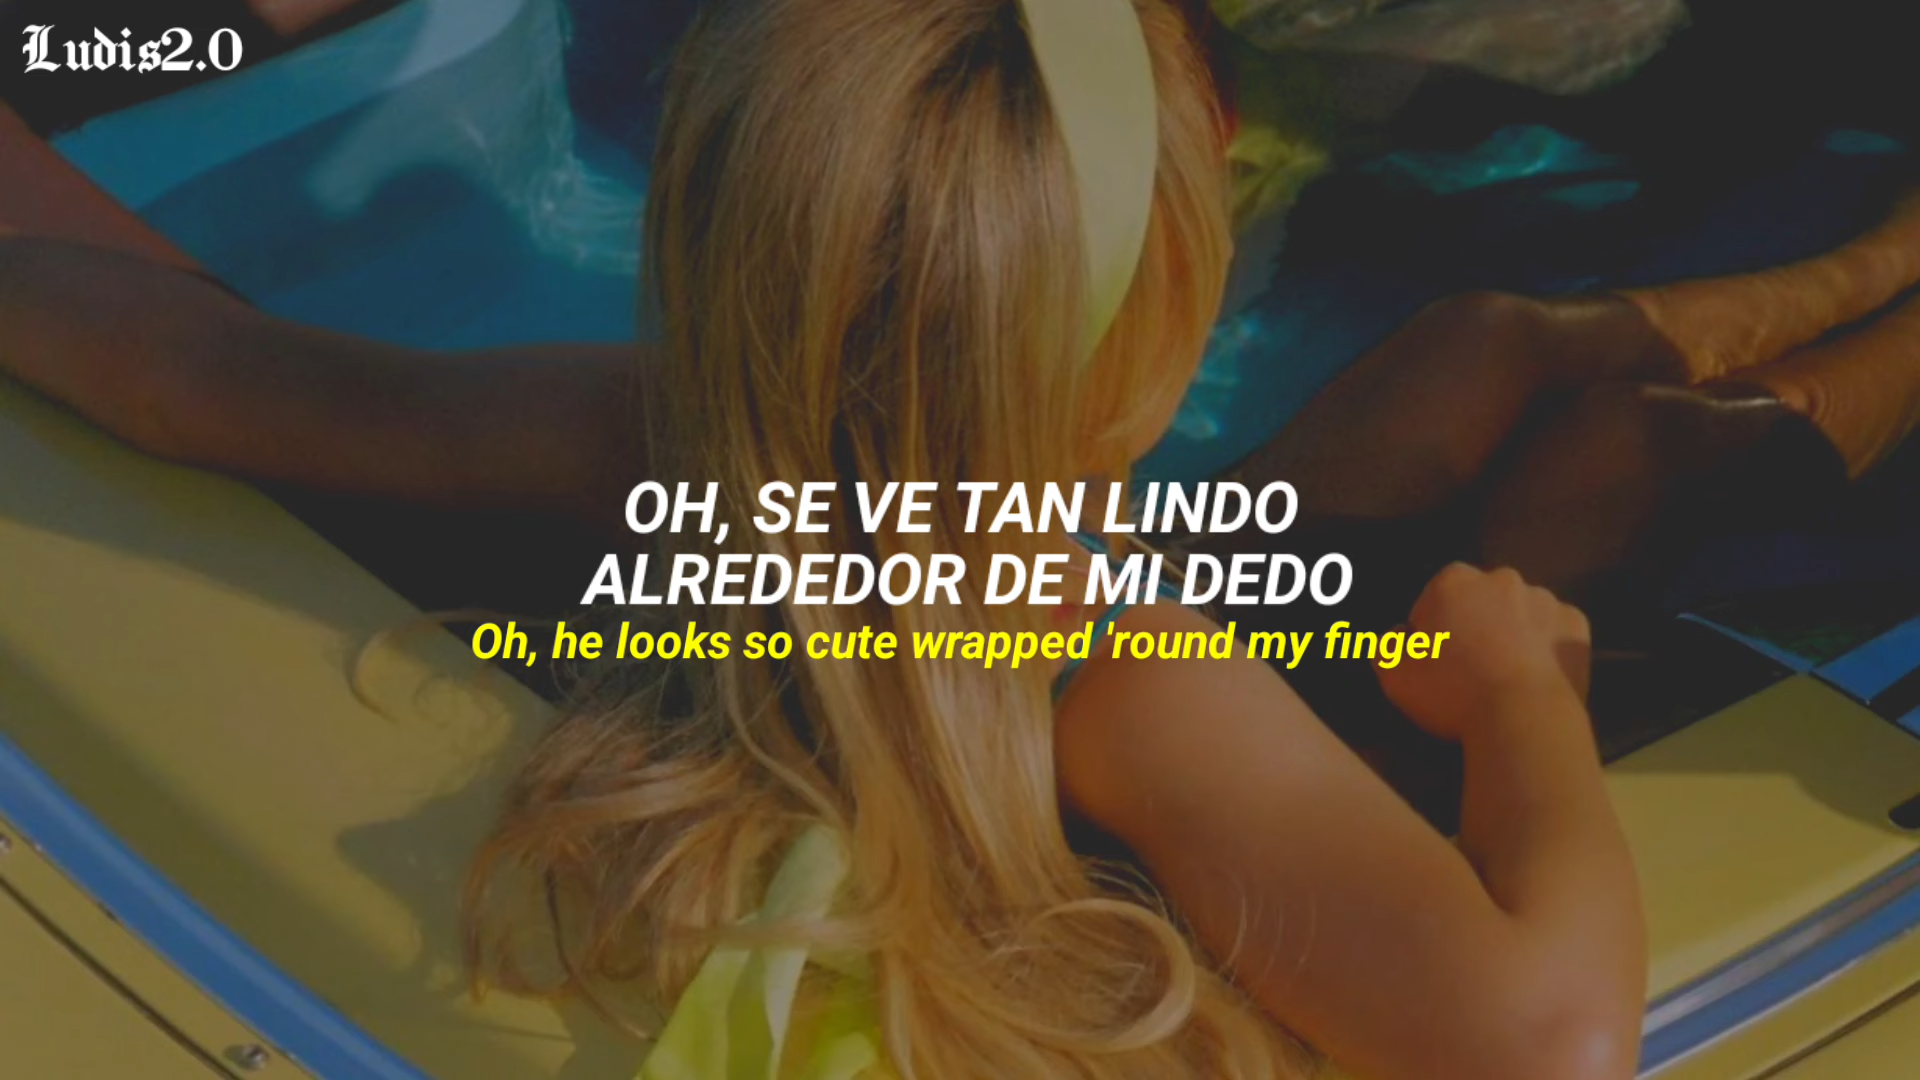 Ludis2.0
OH, SE VE TAN LINDO
ALREDEDOR DE MI DEDO
Oh, he looks so cute wrapped 'round my finger